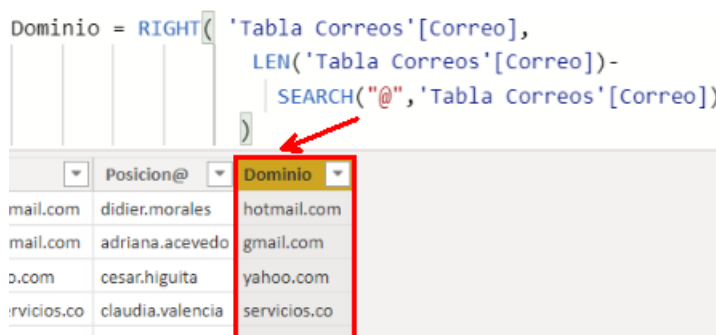 Dominio = RIGHT( 'Tabla Correos'[Correo],
LEN('Tabla Correos'[Correo])-
SEARCH("@",'Tabla Correos'[Correo])
)
Posicion@ Dominio
mail.com didier.morales hotmail.com
mail.com adriana.acevedo gmail.com
o.com cesar.higuita yahoo.com
ervicios.co claudia.valencia servicios.co